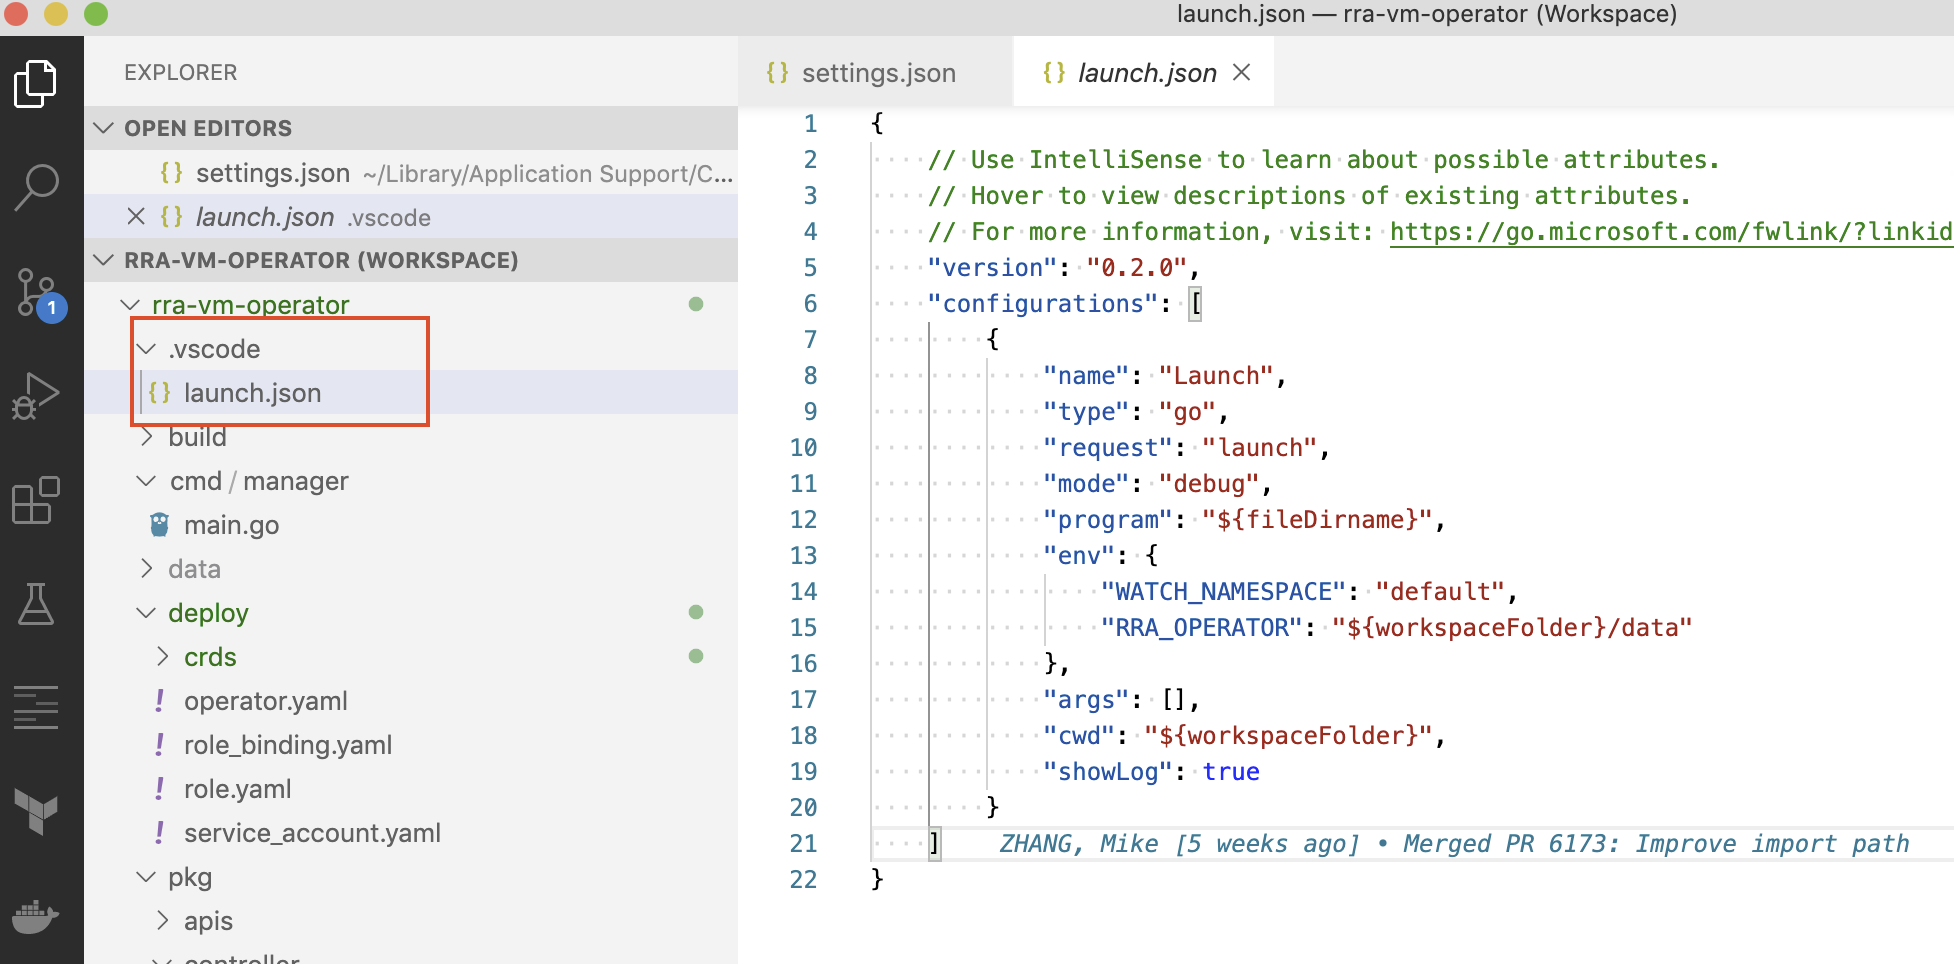 launch.json — rra-vm-operator (Workspace)
EXPLORER
OPEN EDITORS
{} settings.json ~/Library/Application Support/C...
{} launch.json .vscode
RRA-VM-OPERATOR (WORKSPACE)
rra-vm-operator
.vscode
{} launch.json
build
cmd / manager
main.go
data
deploy
crds
! operator.yaml
! role_binding.yaml
! role.yaml
! service_account.yaml
pkg
apis
controller
1
{} settings.json
{} launch.json
1 {
2 // Use IntelliSense to learn about possible attributes.
3 // Hover to view descriptions of existing attributes.
4 // For more information, visit: https://go.microsoft.com/fwlink/?linkid
5 "version": "0.2.0",
6 "configurations": [
7 {
8 "name": "Launch",
9 "type": "go",
10 "request": "launch",
11 "mode": "debug",
12 "program": "${fileDirname}",
13 "env": {
14 "WATCH_NAMESPACE": "default",
15 "RRA_OPERATOR": "${workspaceFolder}/data"
16 },
17 "args": [],
18 "cwd": "${workspaceFolder}",
19 "showLog": true
20 }
21 ] ZHANG, Mike [5 weeks ago] • Merged PR 6173: Improve import path
22 }